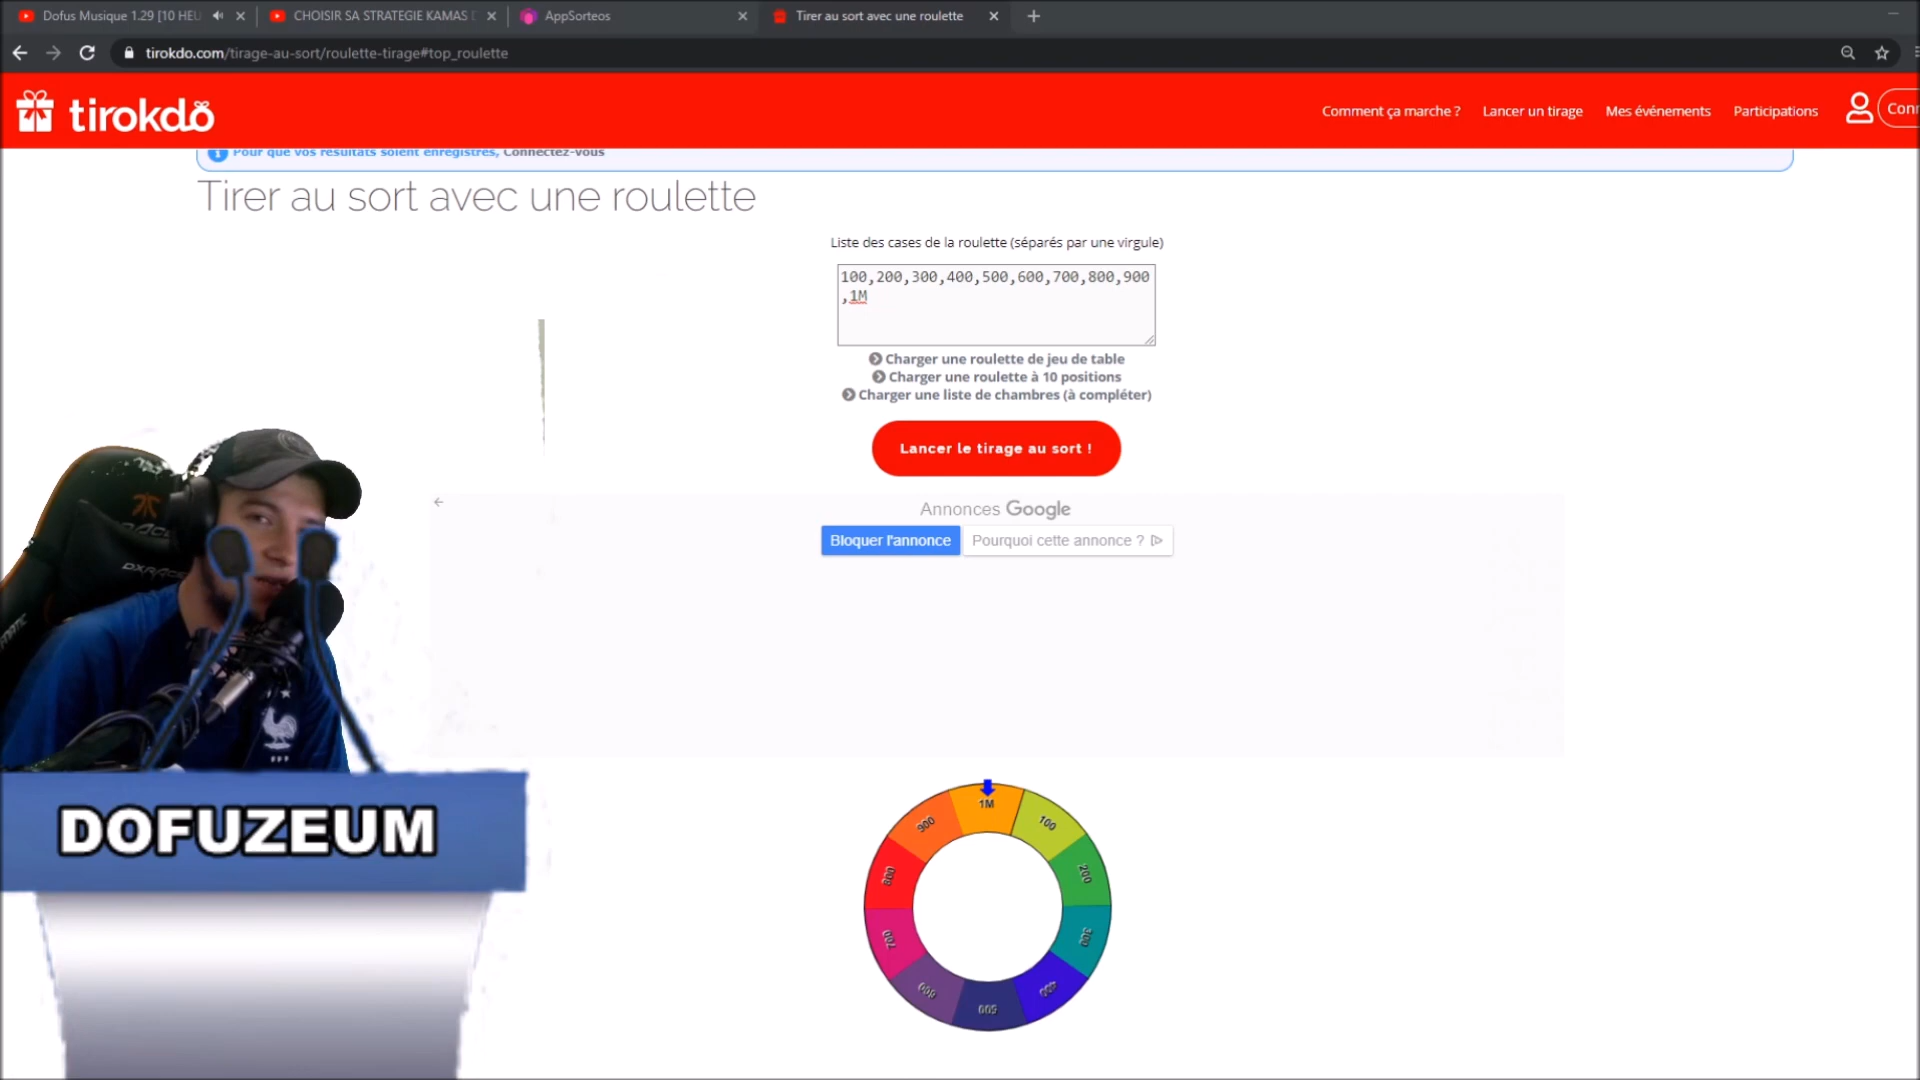 Dofus Musique 1.29 [10 HEU
CHOISIR SA STRATEGIE KAMAS
AppSorteos
Tirer au sort avec une roulette
tirokdo.com/tirage-au-sort/roulette-tirage#top_roulette
tirokdo
Comment ça marche ?
Lancer un tirage
Mes événements
Participations
Conn
Pour que vos résultats soient enregistrés, Connectez-vous
Tirer au sort avec une roulette
Liste des cases de la roulette (séparés par une virgule)
100,200,300,400,500,600,700,800,900
,1M
Charger une roulette de jeu de table
Charger une roulette à 10 positions
Charger une liste de chambres (à compléter)
Lancer le tirage au sort !
Annonces Google
Bloquer l'annonce
Pourquoi cette annonce ?
1M
100
200
300
400
500
600
700
800
900
DXRACER
FFF
DOFUZEUM